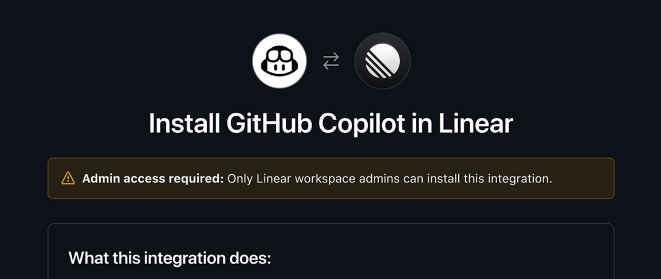 Install GitHub Copilot in Linear
Admin access required: Only Linear workspace admins can install this integration.
What this integration does: